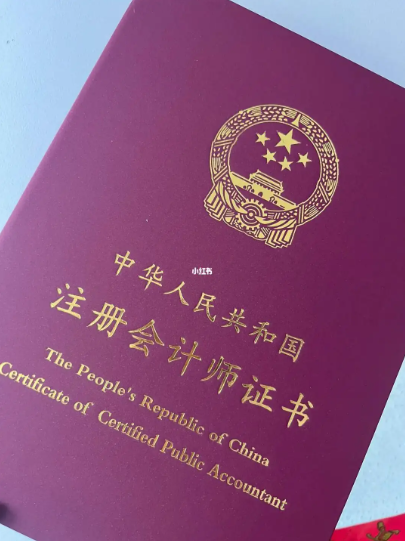 小红书
中华人民共和国
注册会计师证书
The People's Republic of China
Certificate of Certified Public Accountant